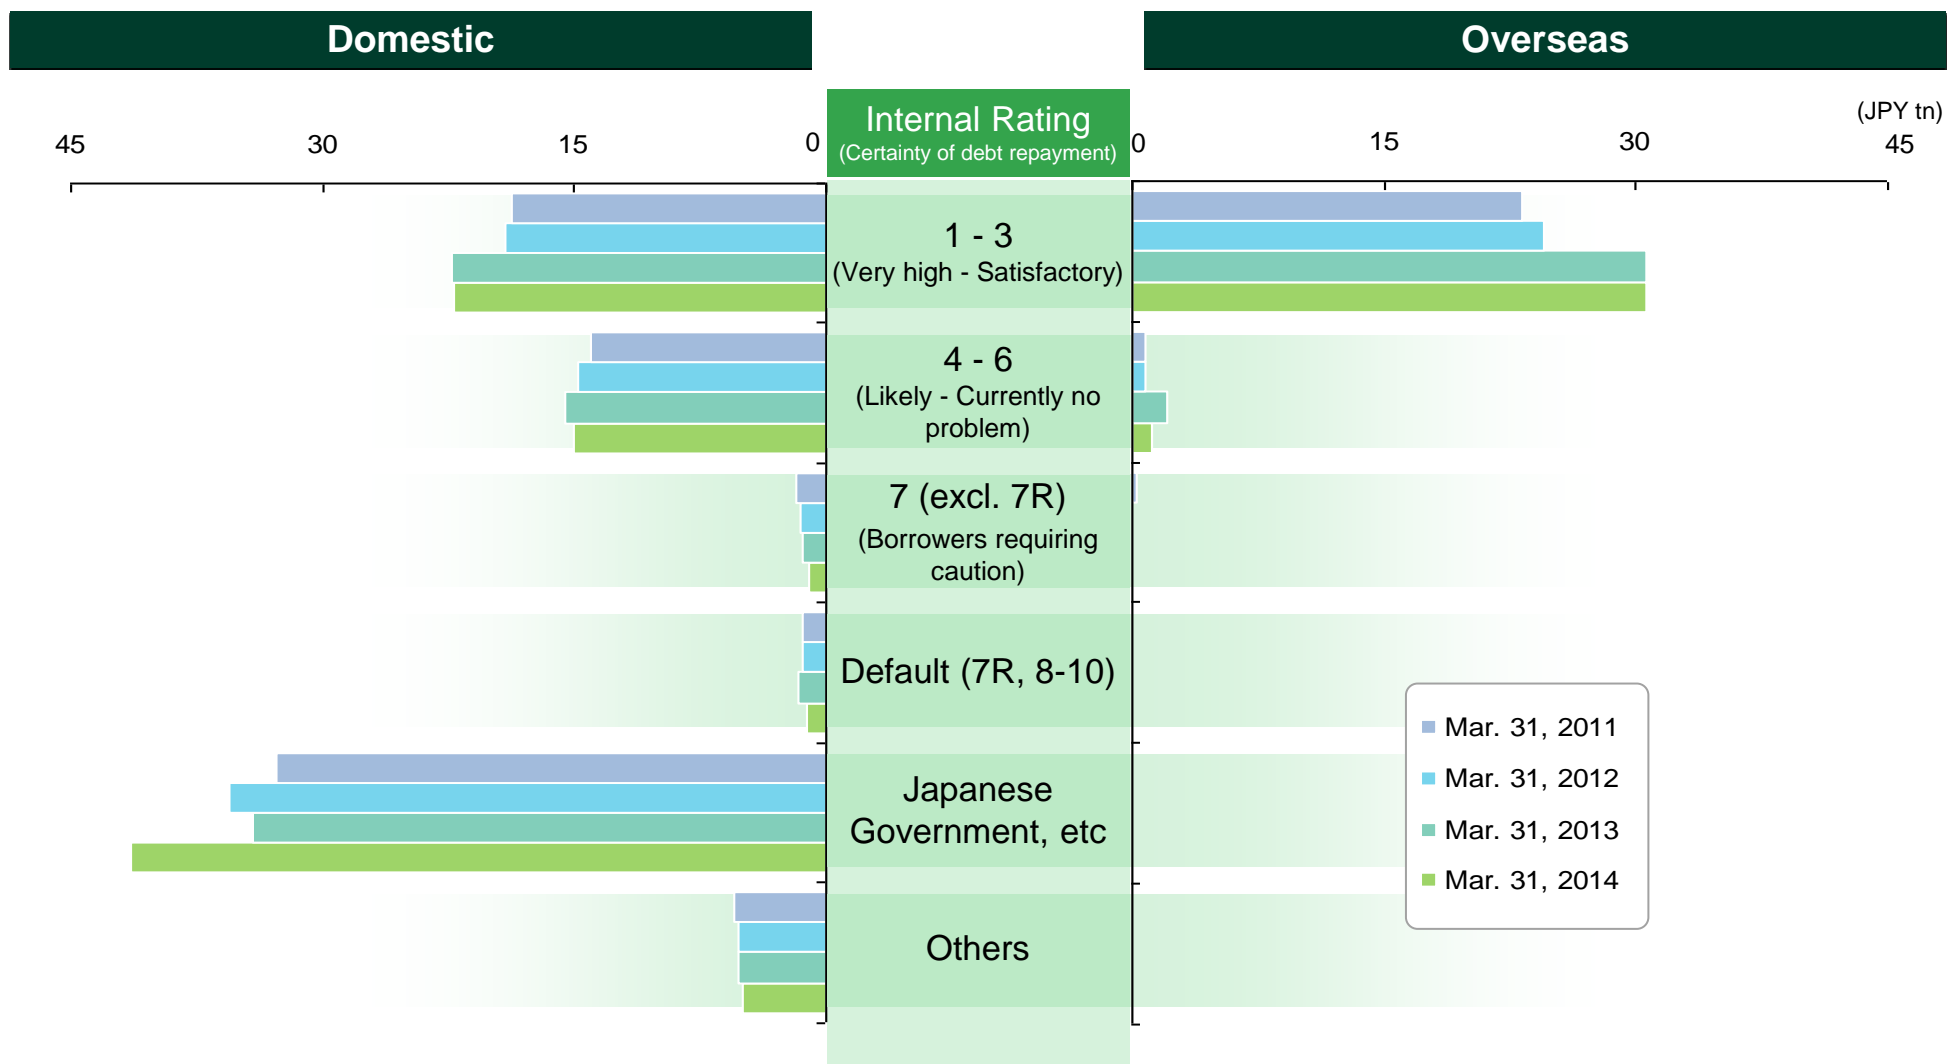 Domestic
Overseas
45
30
15
0
Internal Rating
(Certainty of debt repayment)
0
15
30
45
(JPY tn)
1 - 3
(Very high - Satisfactory)
4 - 6
(Likely - Currently no
problem)
7 (excl. 7R)
(Borrowers requiring
caution)
Default (7R, 8-10)
Japanese
Government, etc
Others
Mar. 31, 2011
Mar. 31, 2012
Mar. 31, 2013
Mar. 31, 2014